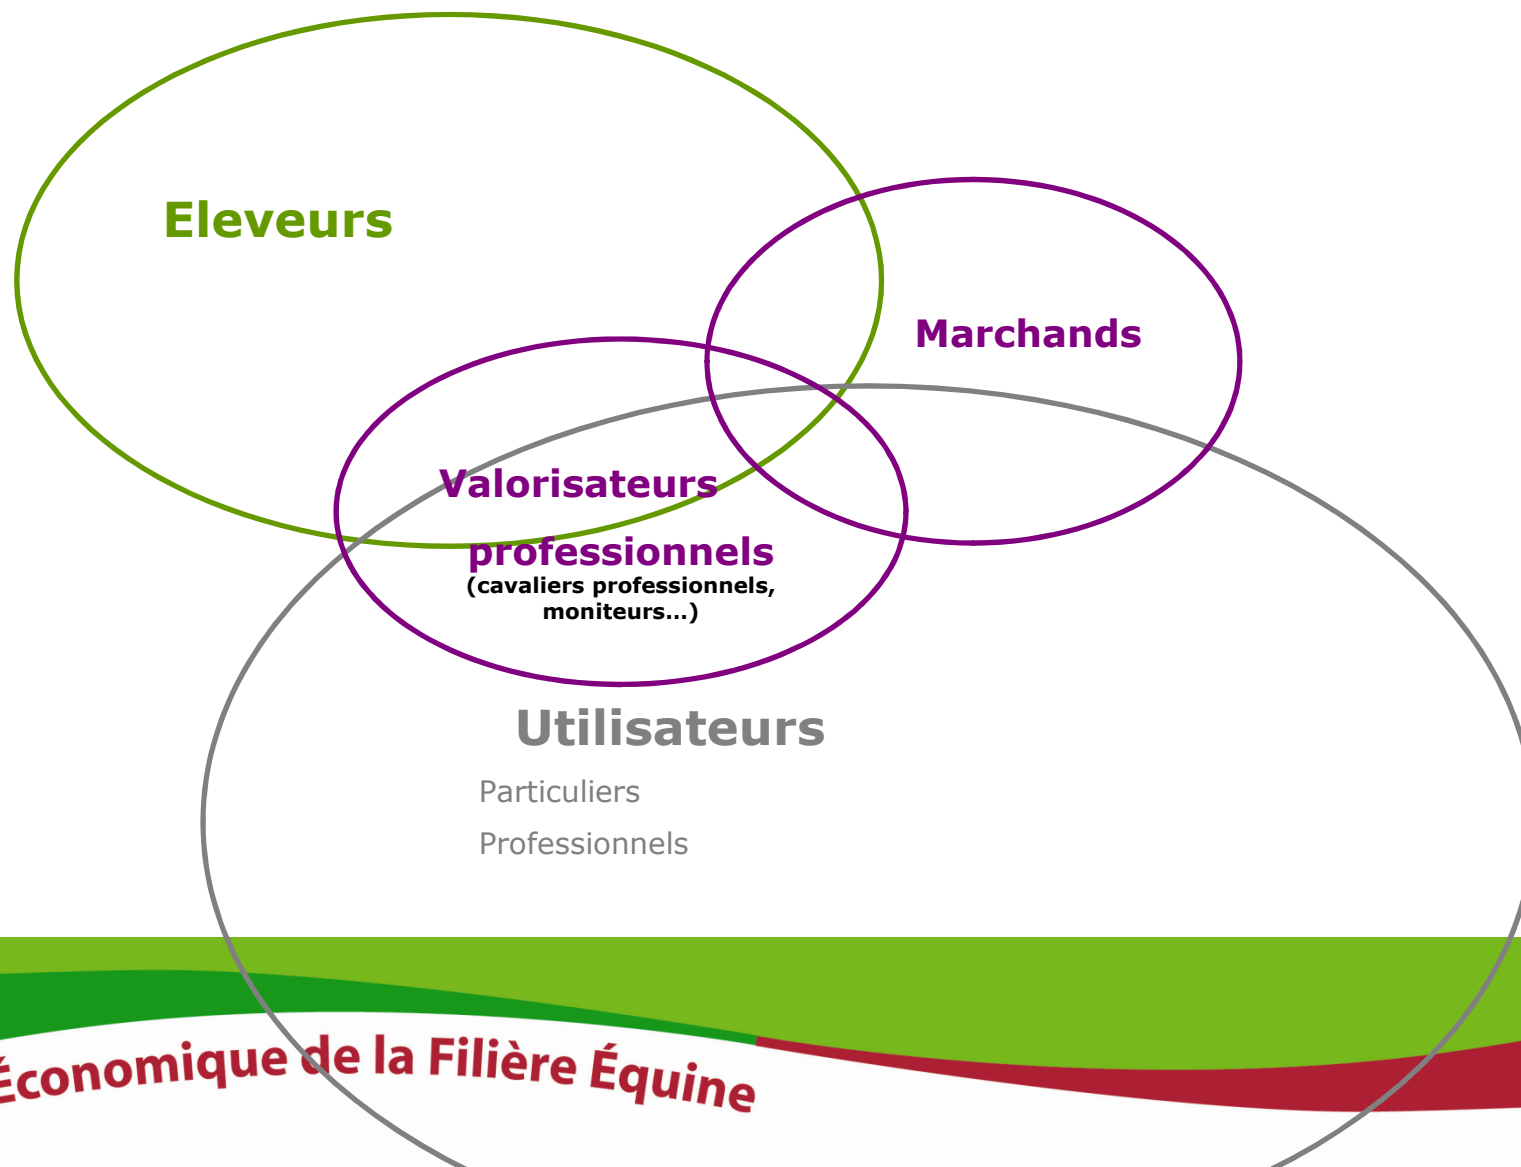 Eleveurs
Marchands
Valorisateurs
professionnels
(cavaliers professionnels,
moniteurs…)
Utilisateurs
Particuliers
Professionnels
Économique de la Filière Équine